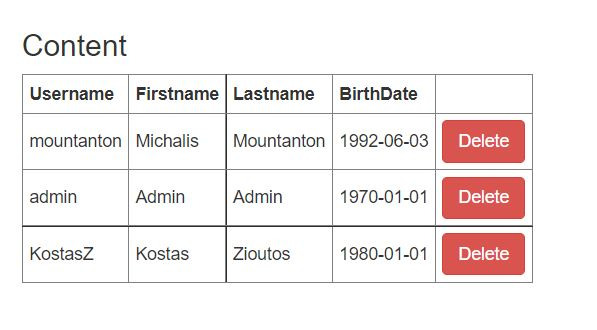 Content
Username Firstname Lastname BirthDate
mountanton Michalis Mountanton 1992-06-03 Delete
admin Admin Admin 1970-01-01 Delete
KostasZ Kostas Zioutos 1980-01-01 Delete